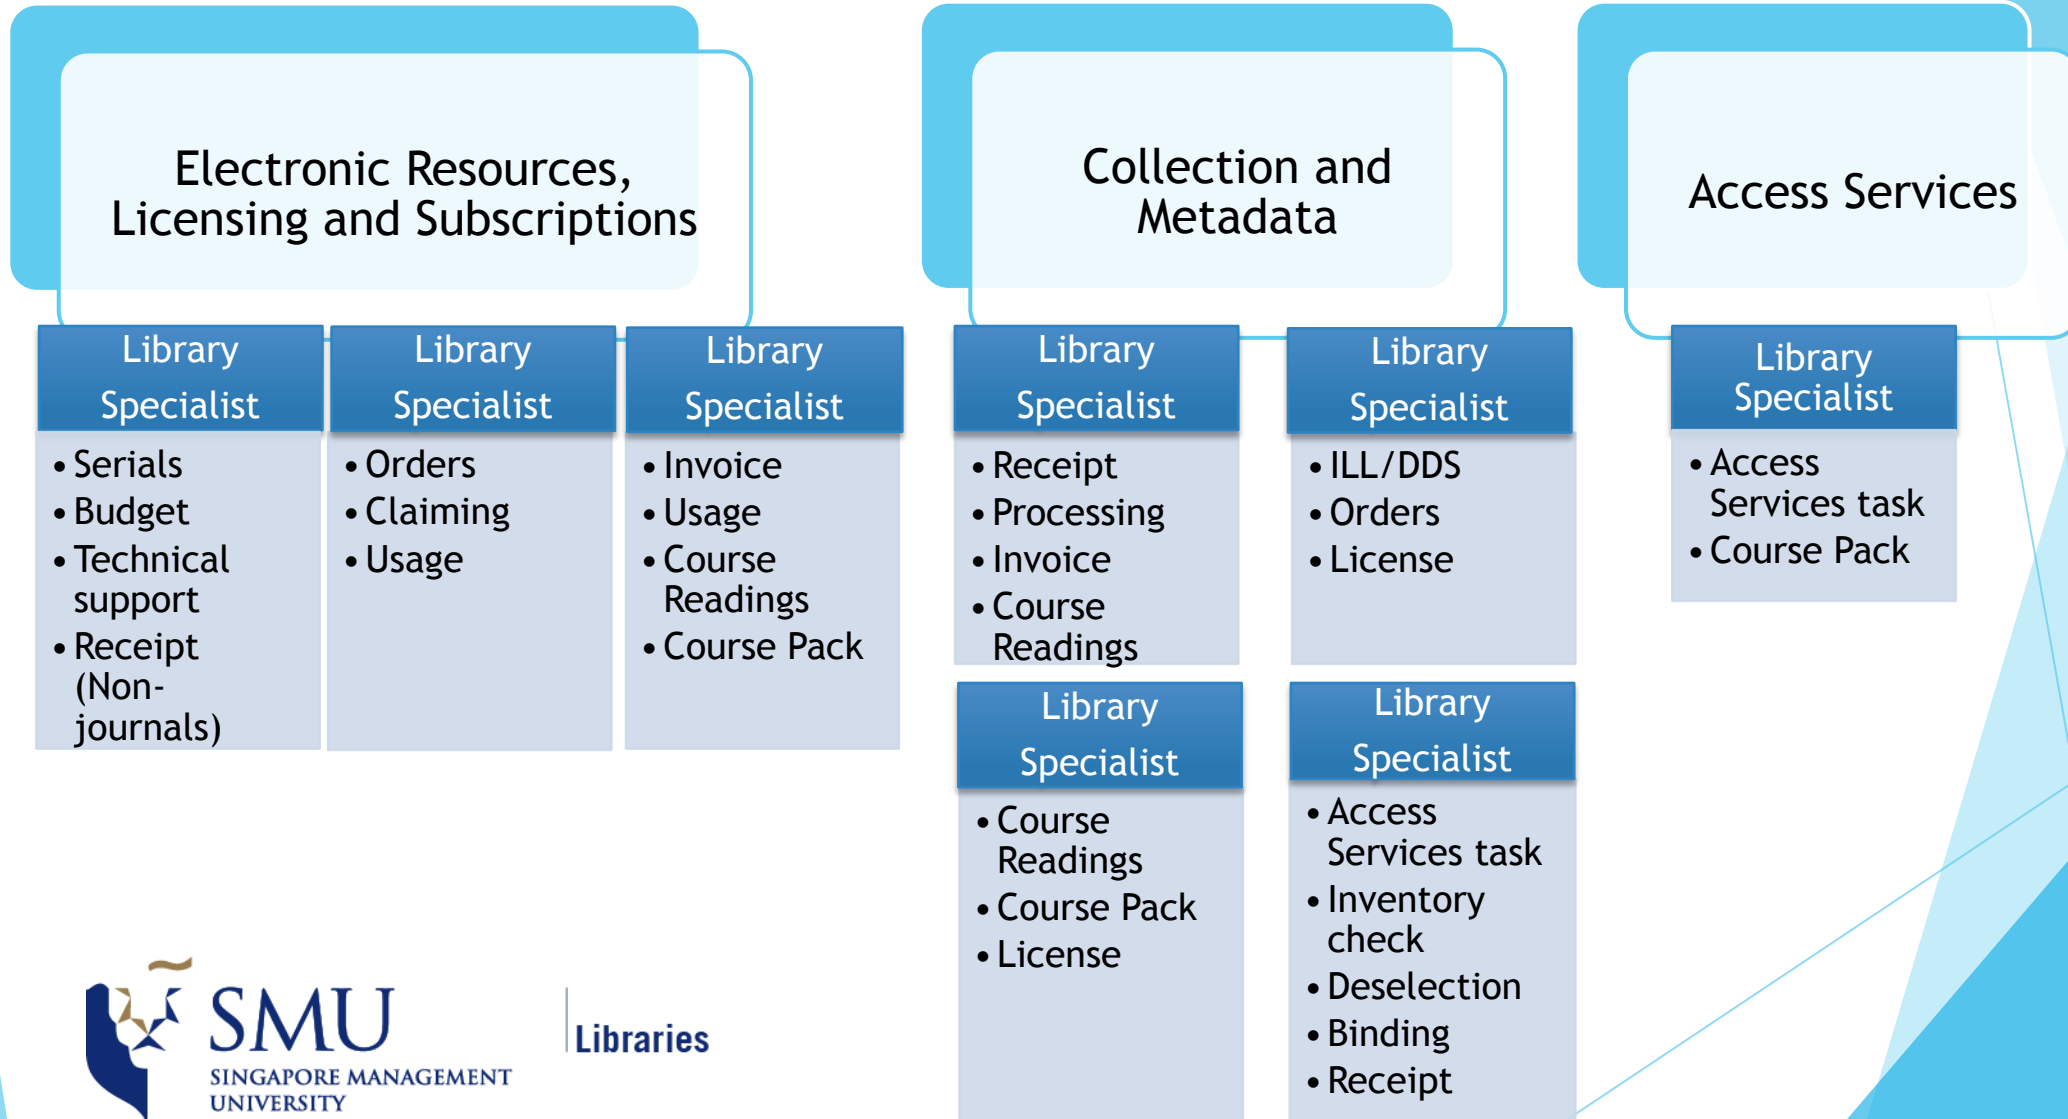 Electronic Resources,
Licensing and Subscriptions
Library
Specialist
• Serials
• Budget
• Technical
support
• Receipt
(Non-
journals)
Library
Specialist
• Orders
• Claiming
• Usage
Library
Specialist
• Invoice
• Usage
• Course
Readings
• Course Pack
Collection and
Metadata
Library
Specialist
• Receipt
• Processing
• Invoice
• Course
Readings
Library
Specialist
• ILL/DDS
• Orders
• License
Library
Specialist
• Course
Readings
• Course Pack
• License
Library
Specialist
• Access
Services task
• Inventory
check
• Deselection
• Binding
• Receipt
Access Services
Library
Specialist
• Access
Services task
• Course Pack
SMU
SINGAPORE MANAGEMENT
UNIVERSITY
Libraries